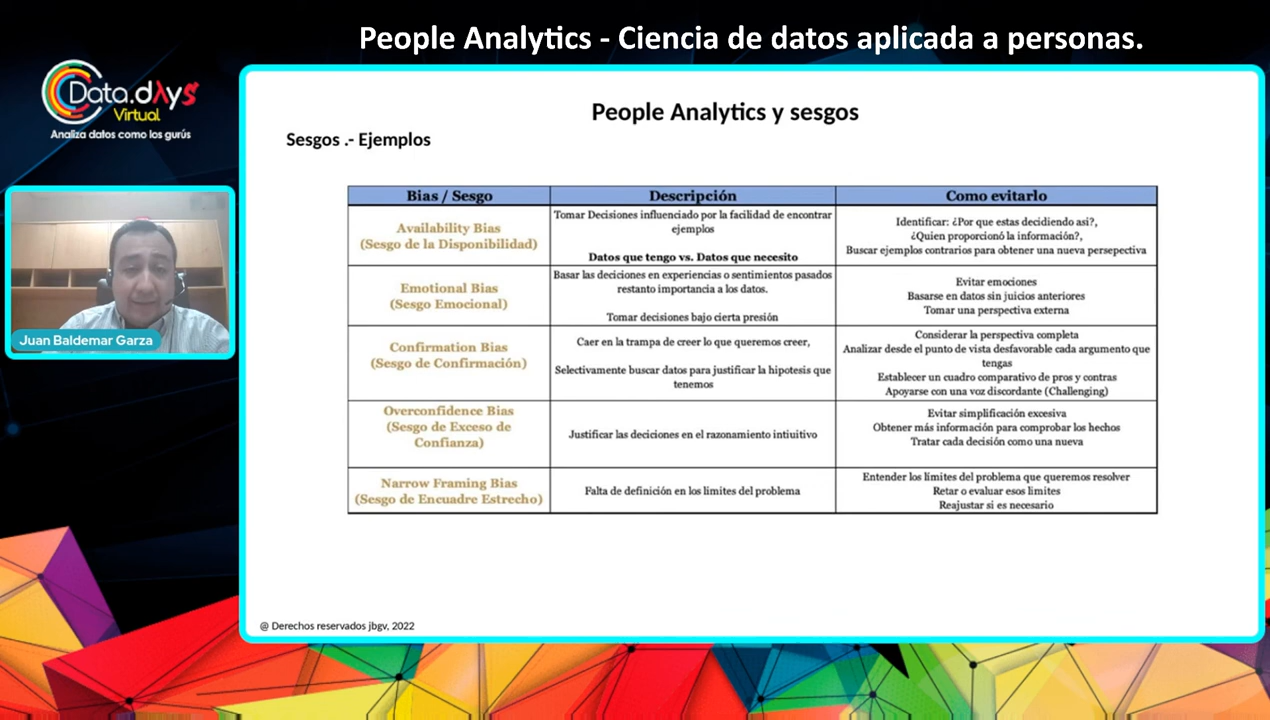 People Analytics - Ciencia de datos aplicada a personas.
Data.dʌys
Virtual
Analiza datos como los gurús
Juan Baldemar Garza
People Analytics y sesgos
Sesgos .- Ejemplos
Bias / Sesgo
Descripción
Como evitarlo
Availability Bias
(Sesgo de la Disponibilidad)
Tomar Decisiones influenciado por la facilidad de encontrar
ejemplos
Datos que tengo vs. Datos que necesito
Identificar: ¿Por que estas decidiendo asi?,
¿Quien proporcionó la información?,
Buscar ejemplos contrarios para obtener una nueva persepectiva
Emotional Bias
(Sesgo Emocional)
Basar las decisiones en experiencias o sentimientos pasados
restanto importancia a los datos.
Tomar decisiones bajo cierta presión
Evitar emociones
Basarse en datos sin juicios anteriores
Tomar una perspectiva externa
Confirmation Bias
(Sesgo de Confirmación)
Caer en la trampa de creer lo que queremos creer,
Selectivamente buscar datos para justificar la hipotesis que
tenemos
Considerar la perspectiva completa
Analizar desde el punto de vista desfavorable cada argumento que
tengas
Establecer un cuadro comparativo de pros y contras
Apoyarse con una voz discordante (Challenging)
Overconfidence Bias
(Sesgo de Exceso de
Confianza)
Justificar las decisiones en el razonamiento intiuitivo
Evitar simplificación excesiva
Obtener más información para comprobar los hechos
Tratar cada decisión como una nueva
Narrow Framing Bias
(Sesgo de Encuadre Estrecho)
Falta de definición en los limites del problema
Entender los límites del problema que queremos resolver
Retar o evaluar esos limites
Reajustar si es necesario
@ Derechos reservados jbgv, 2022